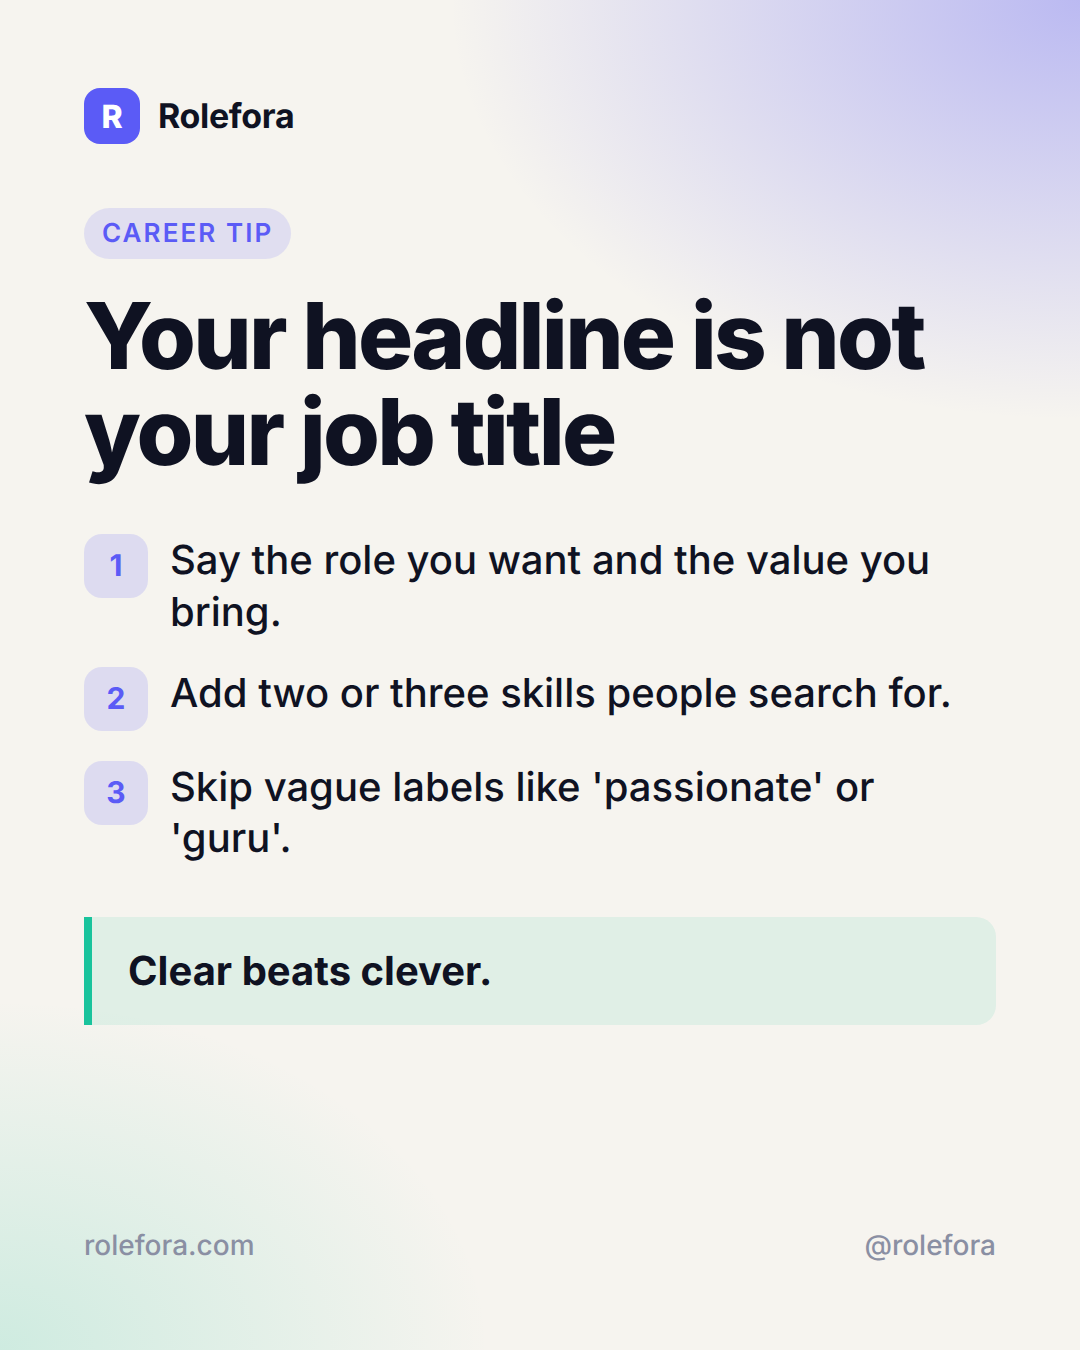 R Rolefora
CAREER TIP
Your headline is not
your job title
1 Say the role you want and the value you
bring.
2 Add two or three skills people search for.
3 Skip vague labels like 'passionate' or
'guru'.
Clear beats clever.
rolefora.com @rolefora